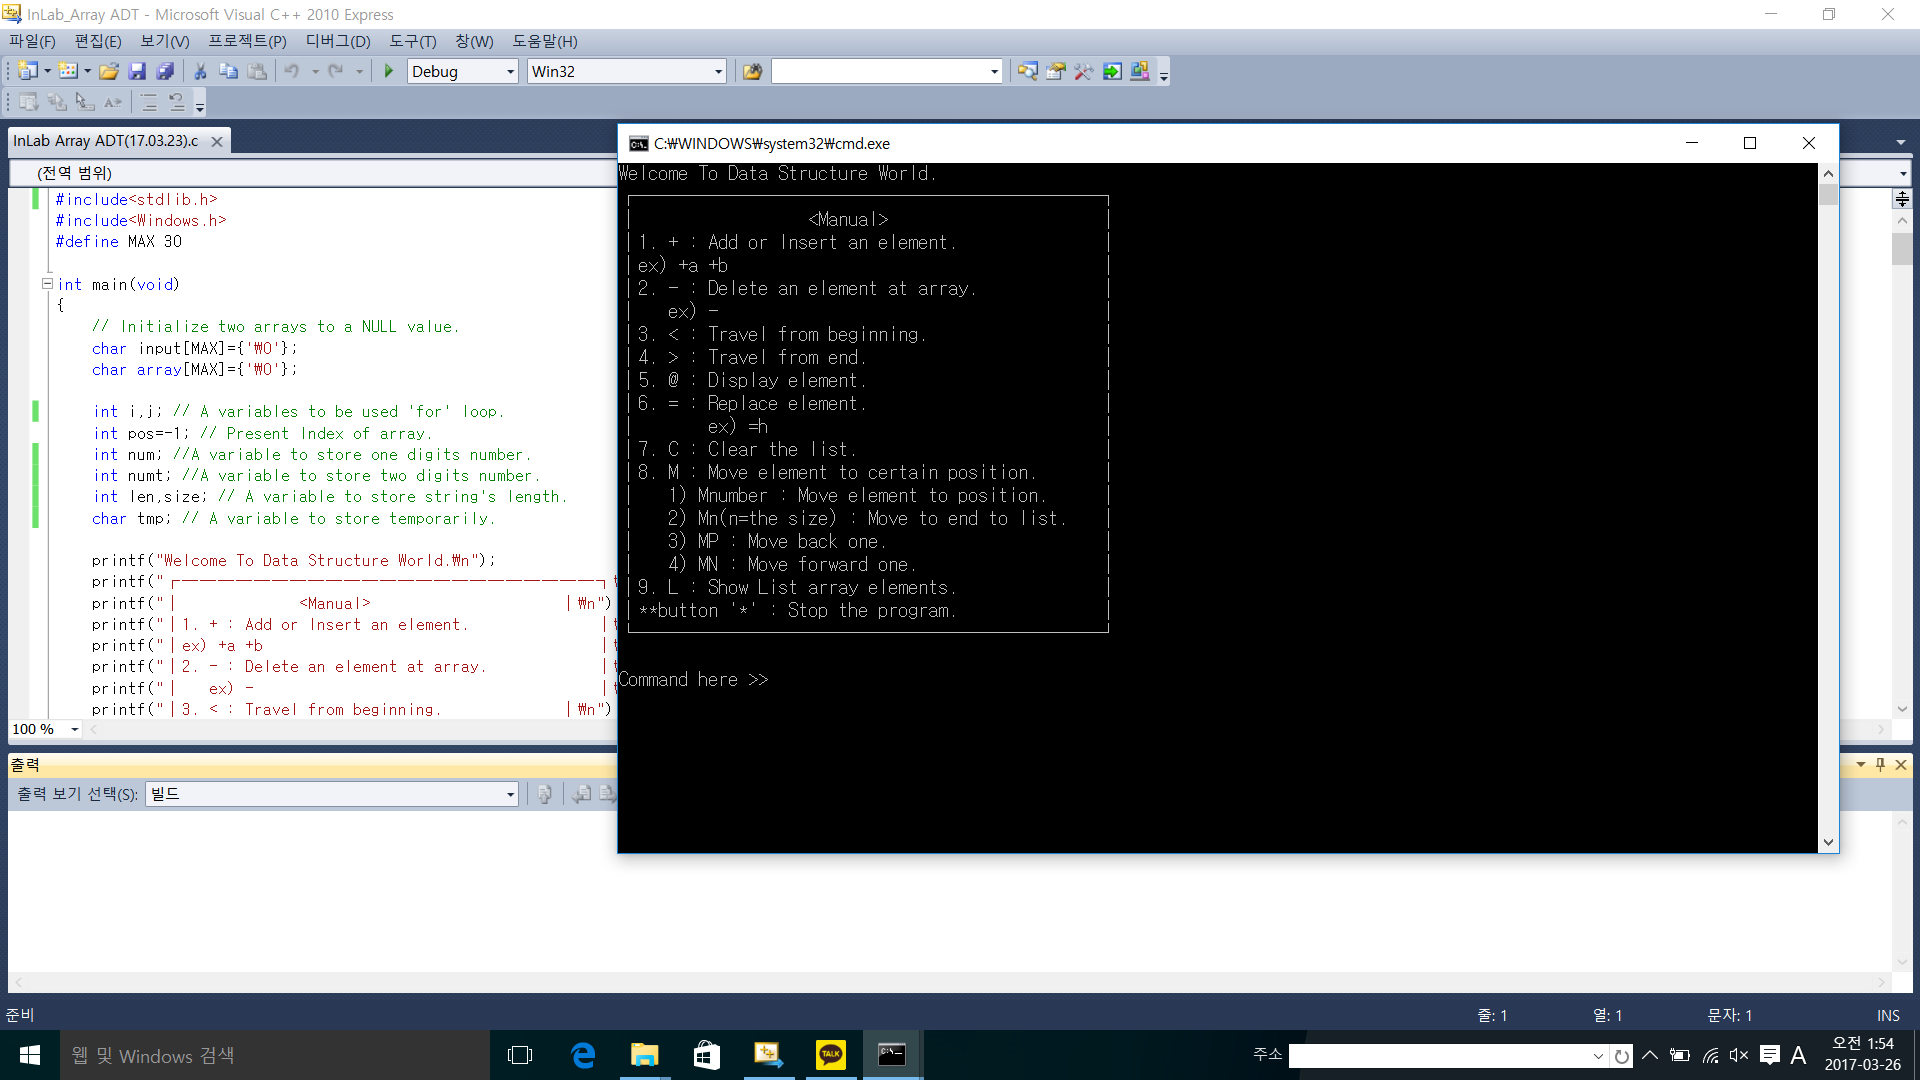 InLab_Array ADT - Microsoft Visual C++ 2010 Express
파일(F) 편집(E) 보기(V) 프로젝트(P) 디버그(D) 도구(T) 창(W) 도움말(H)
Debug Win32
InLab Array ADT(17.03.23).c
(전역 범위)
#include<stdlib.h>
#include<Windows.h>
#define MAX 30
int main(void)
{
// Initialize two arrays to a NULL value.
char input[MAX]={'₩0'};
char array[MAX]={'₩0'};
int i,j; // A variables to be used 'for' loop.
int pos=-1; // Present Index of array.
int num; //A variable to store one digits number.
int numt; //A variable to store two digits number.
int len,size; // A variable to store string's length.
char tmp; // A variable to store temporarily.
printf("Welcome To Data Structure World.₩n");
printf("┌───────────────────────┐
printf("│ <Manual> │₩n")
printf("│1. + : Add or Insert an element. │
printf("│ex) +a +b │
printf("│2. - : Delete an element at array. │
printf("│ ex) - │
printf("│3. < : Travel from beginning. │₩n")
100 %
C:₩WINDOWS₩system32₩cmd.exe
Welcome To Data Structure World.
<Manual>
1. + : Add or Insert an element.
ex) +a +b
2. - : Delete an element at array.
ex) -
3. < : Travel from beginning.
4. > : Travel from end.
5. @ : Display element.
6. = : Replace element.
ex) =h
7. C : Clear the list.
8. M : Move element to certain position.
1) Mnumber : Move element to position.
2) Mn(n=the size) : Move to end to list.
3) MP : Move back one.
4) MN : Move forward one.
9. L : Show List array elements.
**button '*' : Stop the program.
Command here >>
출력
출력 보기 선택(S): 빌드
준비 줄: 1 열: 1 문자: 1 INS
웹 및 Windows 검색
TALK
C:\_
주소
A
오전 1:54
2017-03-26